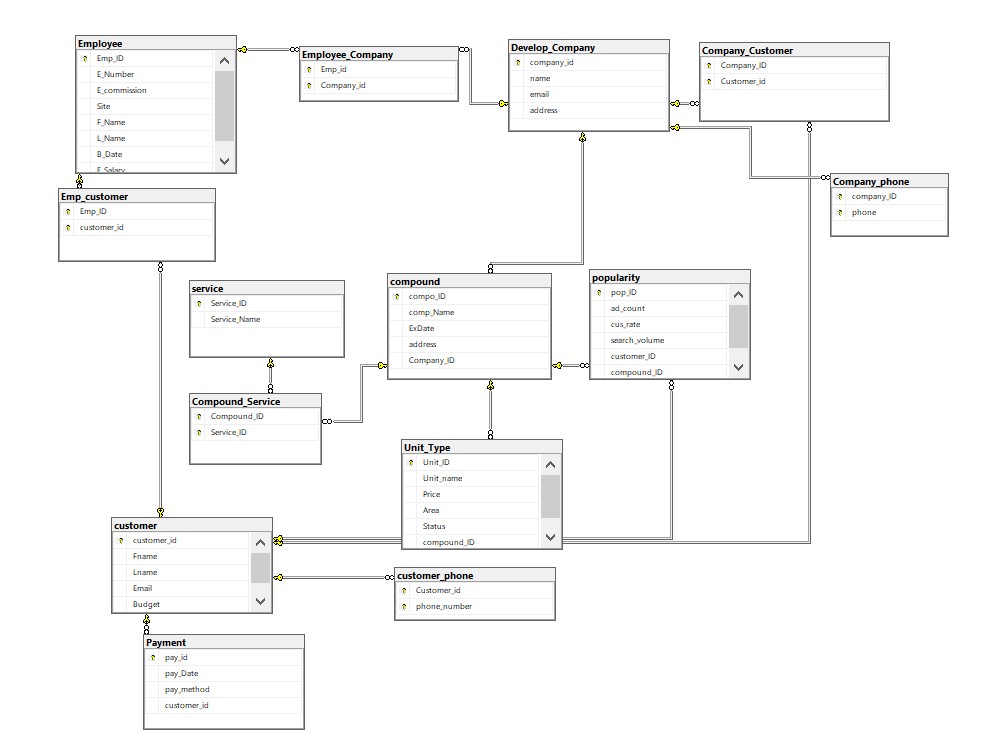 Employee
Emp_ID
E_Number
E_commission
Site
F_Name
L_Name
B_Date
E_Salary
Employee_Company
Emp_id
Company_id
Develop_Company
company_id
name
email
address
Company_Customer
Company_ID
Customer_id
Company_phone
company_ID
phone
Emp_customer
Emp_ID
customer_id
service
Service_ID
Service_Name
compound
compo_ID
comp_Name
ExDate
address
Company_ID
popularity
pop_ID
ad_count
cus_rate
search_volume
customer_ID
compound_ID
Compound_Service
Compound_ID
Service_ID
Unit_Type
Unit_ID
Unit_name
Price
Area
Status
compound_ID
customer
customer_id
Fname
Lname
Email
Budget
customer_phone
Customer_id
phone_number
Payment
pay_id
pay_Date
pay_method
customer_id